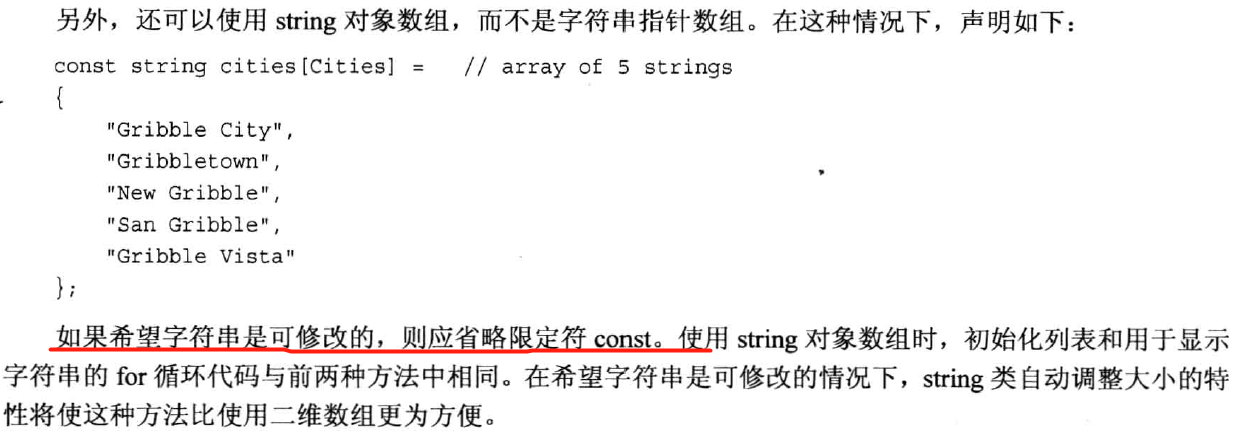 另外，还可以使用 string 对象数组，而不是字符串指针数组。在这种情况下，声明如下：
const string cities[Cities] =   // array of 5 strings
{
    "Gribble City",
    "Gribbletown",
    "New Gribble",
    "San Gribble",
    "Gribble Vista"
};
如果希望字符串是可修改的，则应省略限定符 const。使用 string 对象数组时，初始化列表和用于显示
字符串的 for 循环代码与前两种方法中相同。在希望字符串是可修改的情况下，string 类自动调整大小的特
性将使这种方法比使用二维数组更为方便。